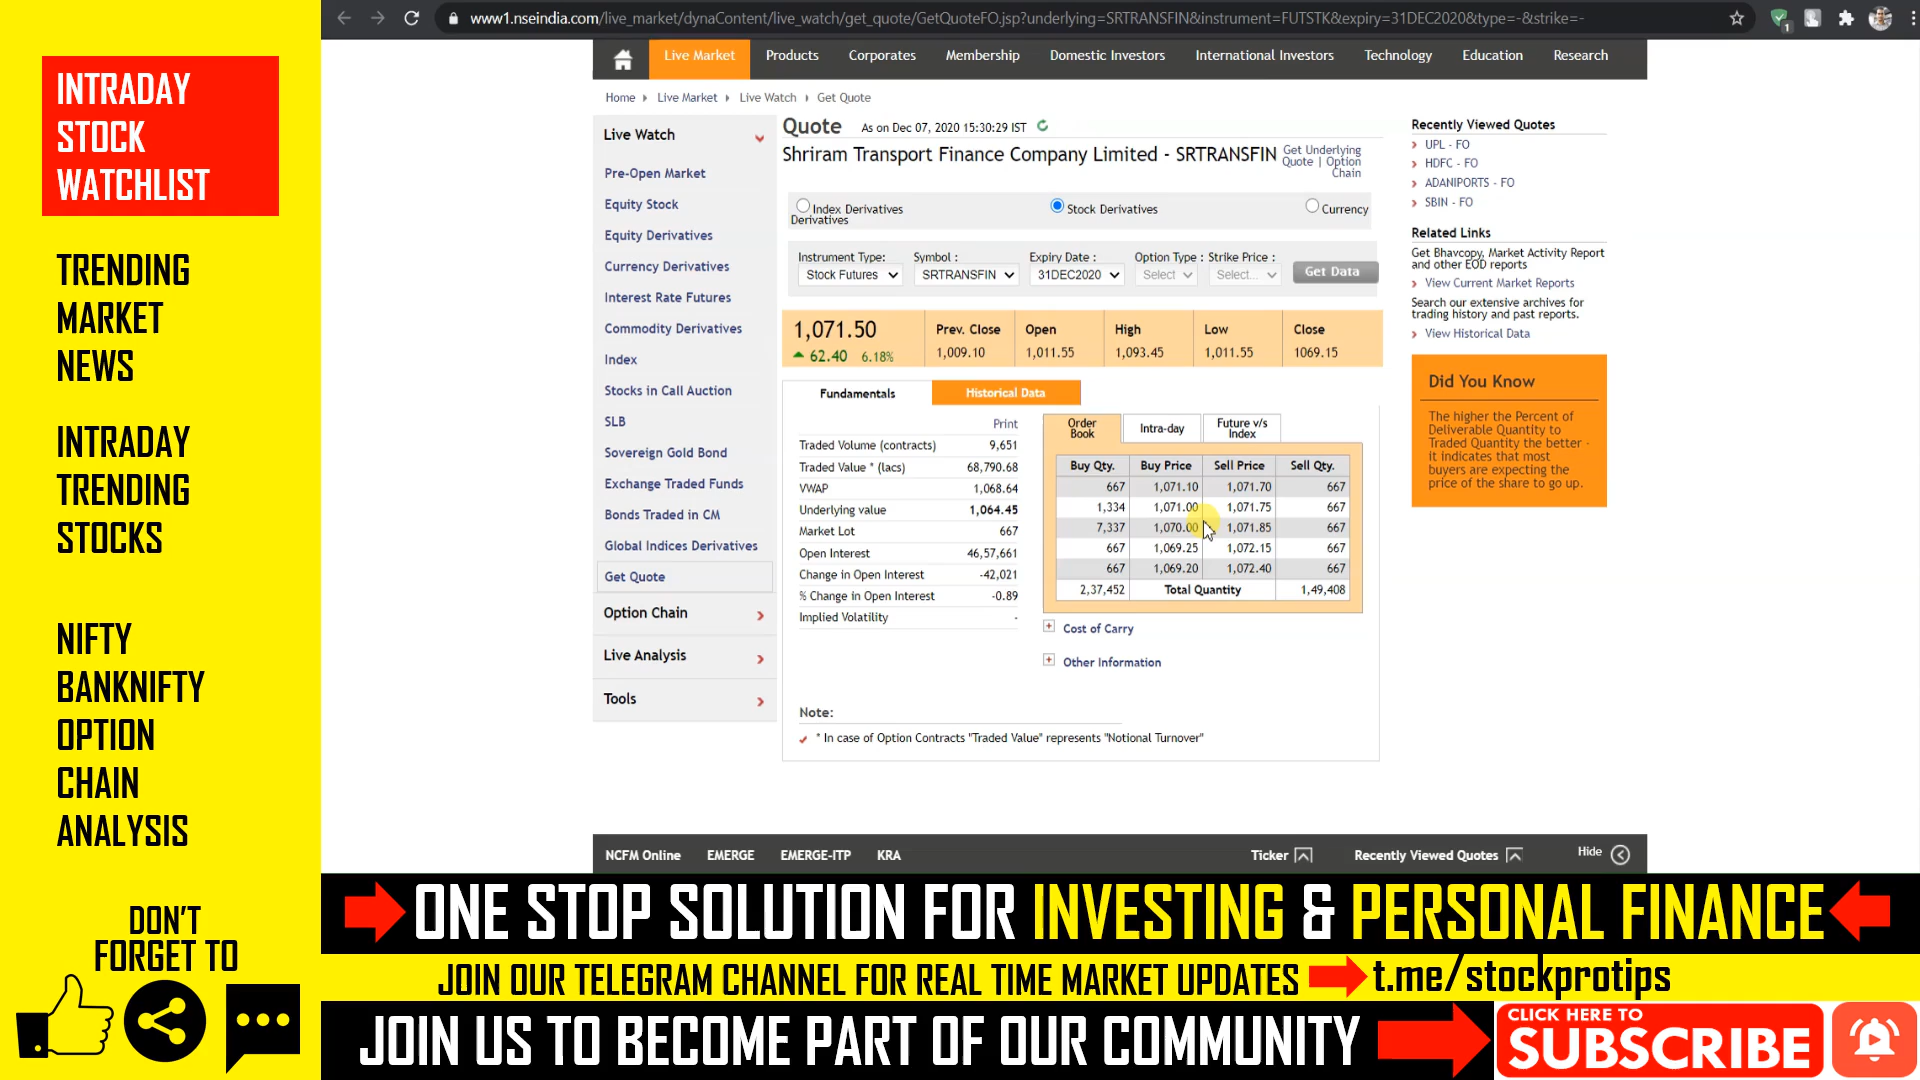 www1.nseindia.com/live_market/dynaContent/live_watch/get_quote/GetQuoteFO.jsp?underlying=SRTRANSFIN&instrument=FUTSTK&expiry=31DEC2020&type=-&strike=-
1
INTRADAY
STOCK
WATCHLIST
TRENDING
MARKET
NEWS
INTRADAY
TRENDING
STOCKS
NIFTY
BANKNIFTY
OPTION
CHAIN
ANALYSIS
DON'T
FORGET TO
Live Market Products Corporates Membership Domestic Investors International Investors Technology Education Research
Home Live Market Live Watch Get Quote
Live Watch
Pre-Open Market
Equity Stock
Equity Derivatives
Currency Derivatives
Interest Rate Futures
Commodity Derivatives
Index
Stocks in Call Auction
SLB
Sovereign Gold Bond
Exchange Traded Funds
Bonds Traded in CM
Global Indices Derivatives
Get Quote
Option Chain
Live Analysis
Tools
Quote As on Dec 07, 2020 15:30:29 IST
Shriram Transport Finance Company Limited - SRTRANSFIN
Get Underlying
Quote | Option
Chain
Index Derivatives Stock Derivatives Currency
Derivatives
Instrument Type: Symbol : Expiry Date : Option Type : Strike Price :
Stock Futures SRTRANSFIN 31DEC2020 Select Select... Get Data
1,071.50 Prev. Close Open High Low Close
62.40 6.18% 1,009.10 1,011.55 1,093.45 1,011.55 1069.15
Fundamentals Historical Data
Print
Traded Volume (contracts) 9,651
Traded Value * (lacs) 68,790.68
VWAP 1,068.64
Underlying value 1,064.45
Market Lot 667
Open Interest 46,57,661
Change in Open Interest -42,021
% Change in Open Interest -0.89
Implied Volatility -
Order
Book
Intra-day
Future v/s
Index
Buy Qty. Buy Price Sell Price Sell Qty.
667 1,071.10 1,071.70 667
1,334 1,071.00 1,071.75 667
7,337 1,070.00 1,071.85 667
667 1,069.25 1,072.15 667
667 1,069.20 1,072.40 667
2,37,452 Total Quantity 1,49,408
Cost of Carry
Other Information
Note:
* In case of Option Contracts "Traded Value" represents "Notional Turnover"
Recently Viewed Quotes
UPL - FO
HDFC - FO
ADANIPORTS - FO
SBIN - FO
Related Links
Get Bhavcopy, Market Activity Report
and other EOD reports
View Current Market Reports
Search our extensive archives for
trading history and past reports.
View Historical Data
Did You Know
The higher the Percent of
Deliverable Quantity to
Traded Quantity the better -
it indicates that most
buyers are expecting the
price of the share to go up.
NCFM Online EMERGE EMERGE-ITP KRA Ticker Recently Viewed Quotes Hide
ONE STOP SOLUTION FOR INVESTING & PERSONAL FINANCE
JOIN OUR TELEGRAM CHANNEL FOR REAL TIME MARKET UPDATES t.me/stockprotips
JOIN US TO BECOME PART OF OUR COMMUNITY
CLICK HERE TO
SUBSCRIBE